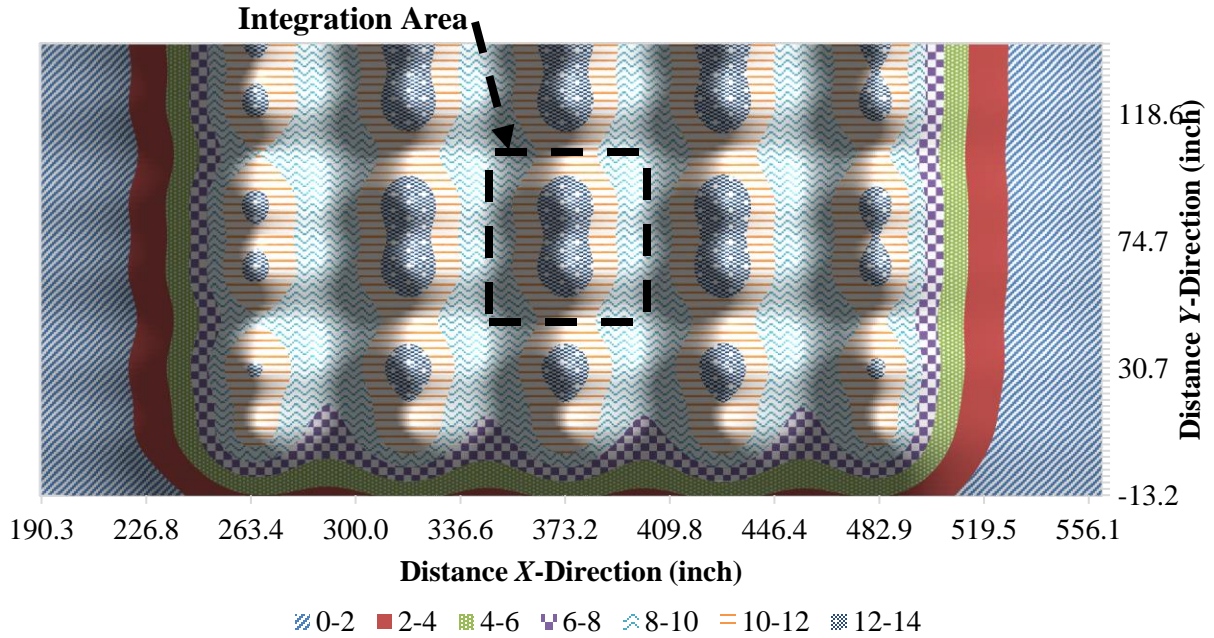 Integration Area
118.6
74.7
30.7
-13.2
Distance Y-Direction (inch)
190.3 226.8 263.4 300.0 336.6 373.2 409.8 446.4 482.9 519.5 556.1
Distance X-Direction (inch)
0-2 2-4 4-6 6-8 8-10 10-12 12-14